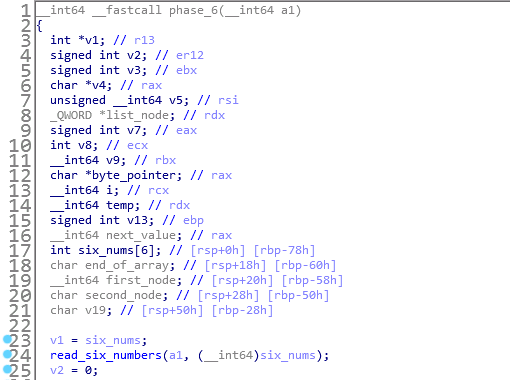 1 __int64 __fastcall phase_6(__int64 a1)
2 {
3 int *v1; // r13
4 signed int v2; // er12
5 signed int v3; // ebx
6 char *v4; // rax
7 unsigned __int64 v5; // rsi
8 _QWORD *list_node; // rdx
9 signed int v7; // eax
10 int v8; // ecx
11 __int64 v9; // rbx
12 char *byte_pointer; // rax
13 __int64 i; // rcx
14 __int64 temp; // rdx
15 signed int v13; // ebp
16 __int64 next_value; // rax
17 int six_nums[6]; // [rsp+0h] [rbp-78h]
18 char end_of_array; // [rsp+18h] [rbp-60h]
19 __int64 first_node; // [rsp+20h] [rbp-58h]
20 char second_node; // [rsp+28h] [rbp-50h]
21 char v19; // [rsp+50h] [rbp-28h]
22
23 v1 = six_nums;
24 read_six_numbers(a1, (__int64)six_nums);
25 v2 = 0;